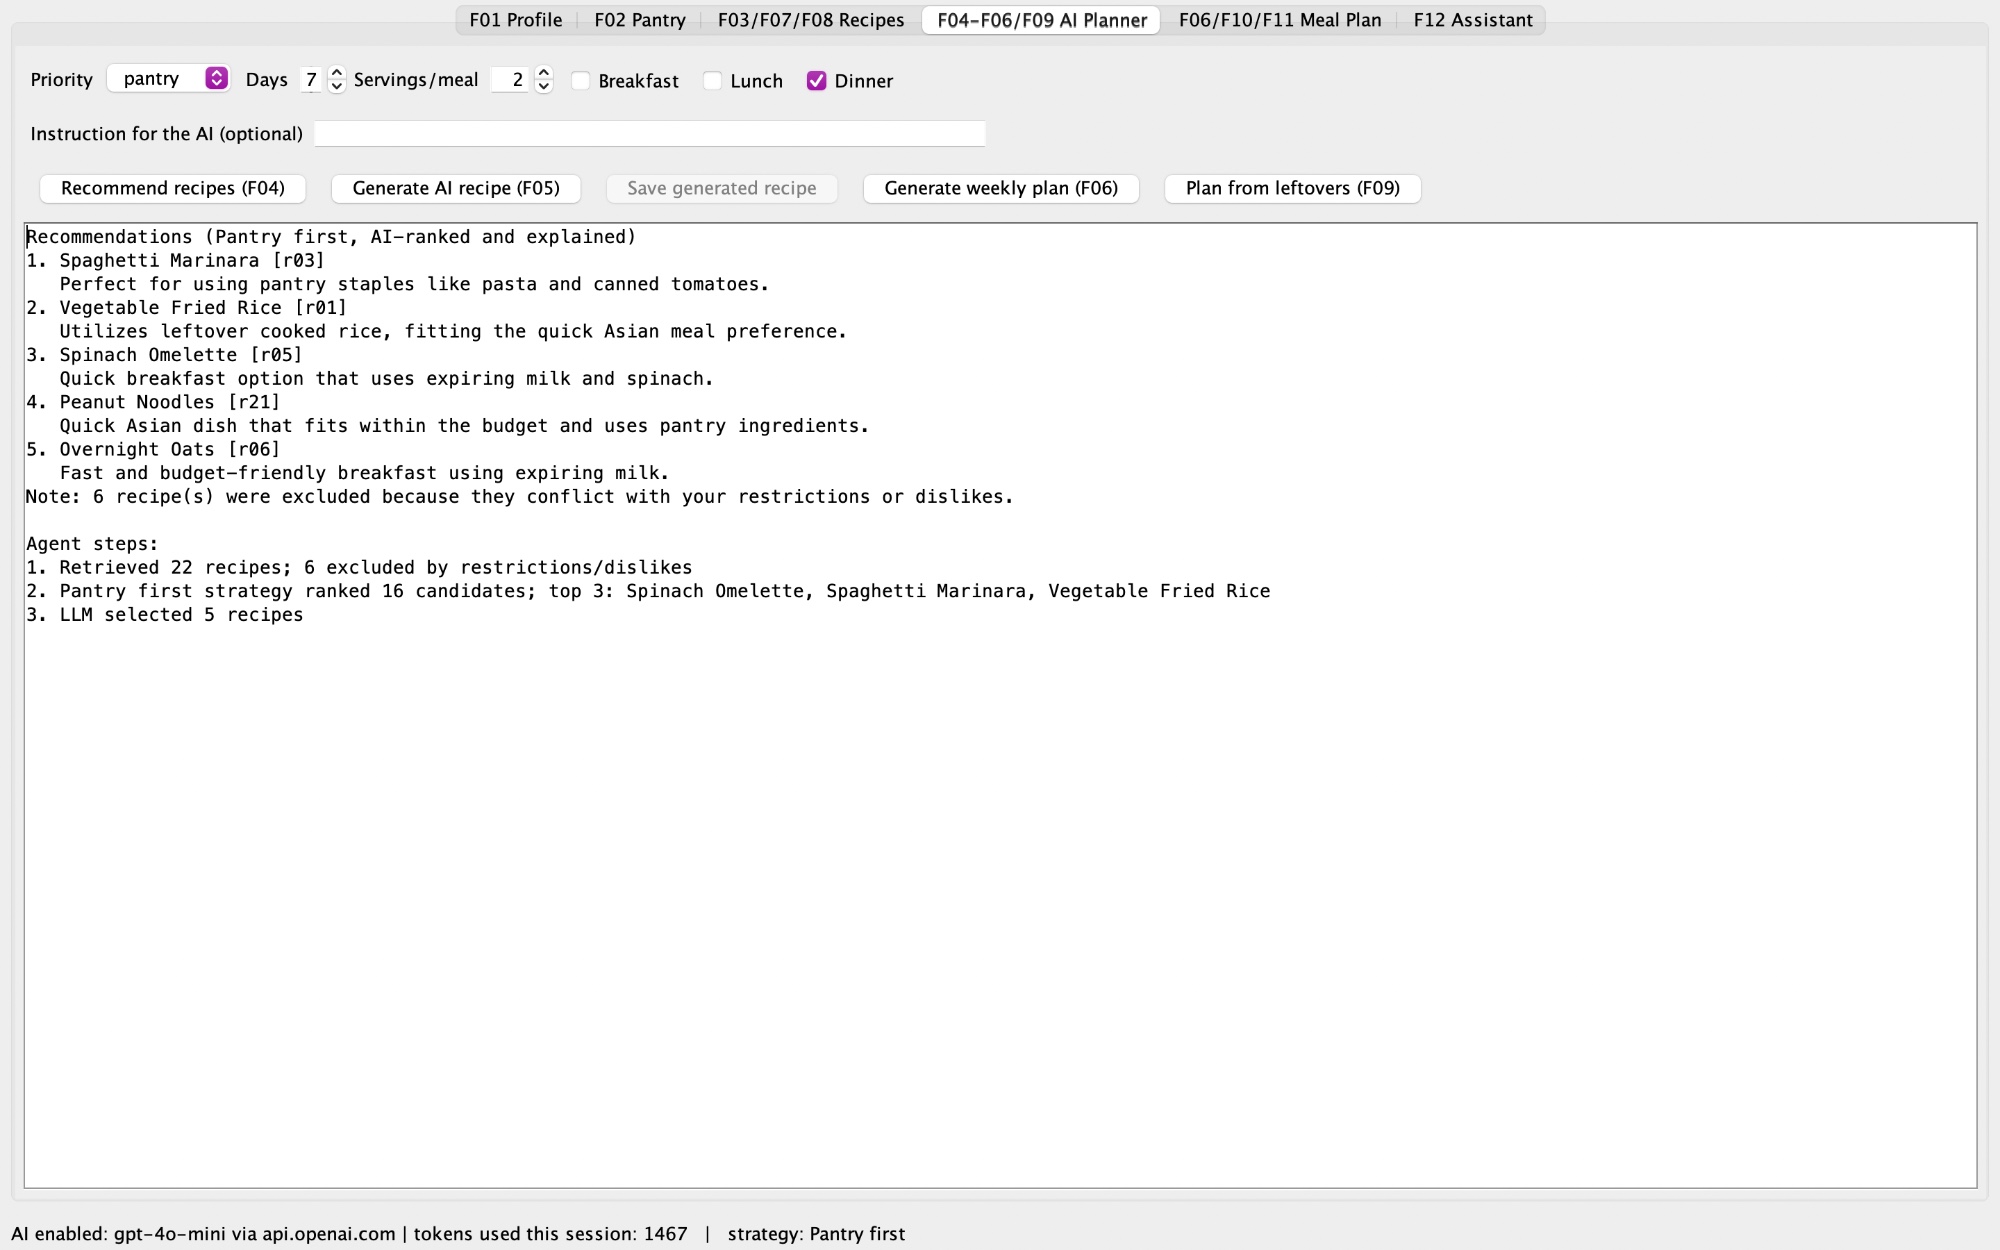 F01 Profile F02 Pantry F03/F07/F08 Recipes F04-F06/F09 AI Planner F06/F10/F11 Meal Plan F12 Assistant
Priority pantry Days 7 Servings/meal 2 Breakfast Lunch Dinner
Instruction for the AI (optional)
Recommend recipes (F04) Generate AI recipe (F05) Save generated recipe Generate weekly plan (F06) Plan from leftovers (F09)
Recommendations (Pantry first, AI-ranked and explained)
1. Spaghetti Marinara [r03]
Perfect for using pantry staples like pasta and canned tomatoes.
2. Vegetable Fried Rice [r01]
Utilizes leftover cooked rice, fitting the quick Asian meal preference.
3. Spinach Omelette [r05]
Quick breakfast option that uses expiring milk and spinach.
4. Peanut Noodles [r21]
Quick Asian dish that fits within the budget and uses pantry ingredients.
5. Overnight Oats [r06]
Fast and budget-friendly breakfast using expiring milk.
Note: 6 recipe(s) were excluded because they conflict with your restrictions or dislikes.
Agent steps:
1. Retrieved 22 recipes; 6 excluded by restrictions/dislikes
2. Pantry first strategy ranked 16 candidates; top 3: Spinach Omelette, Spaghetti Marinara, Vegetable Fried Rice
3. LLM selected 5 recipes
AI enabled: gpt-4o-mini via api.openai.com | tokens used this session: 1467 | strategy: Pantry first